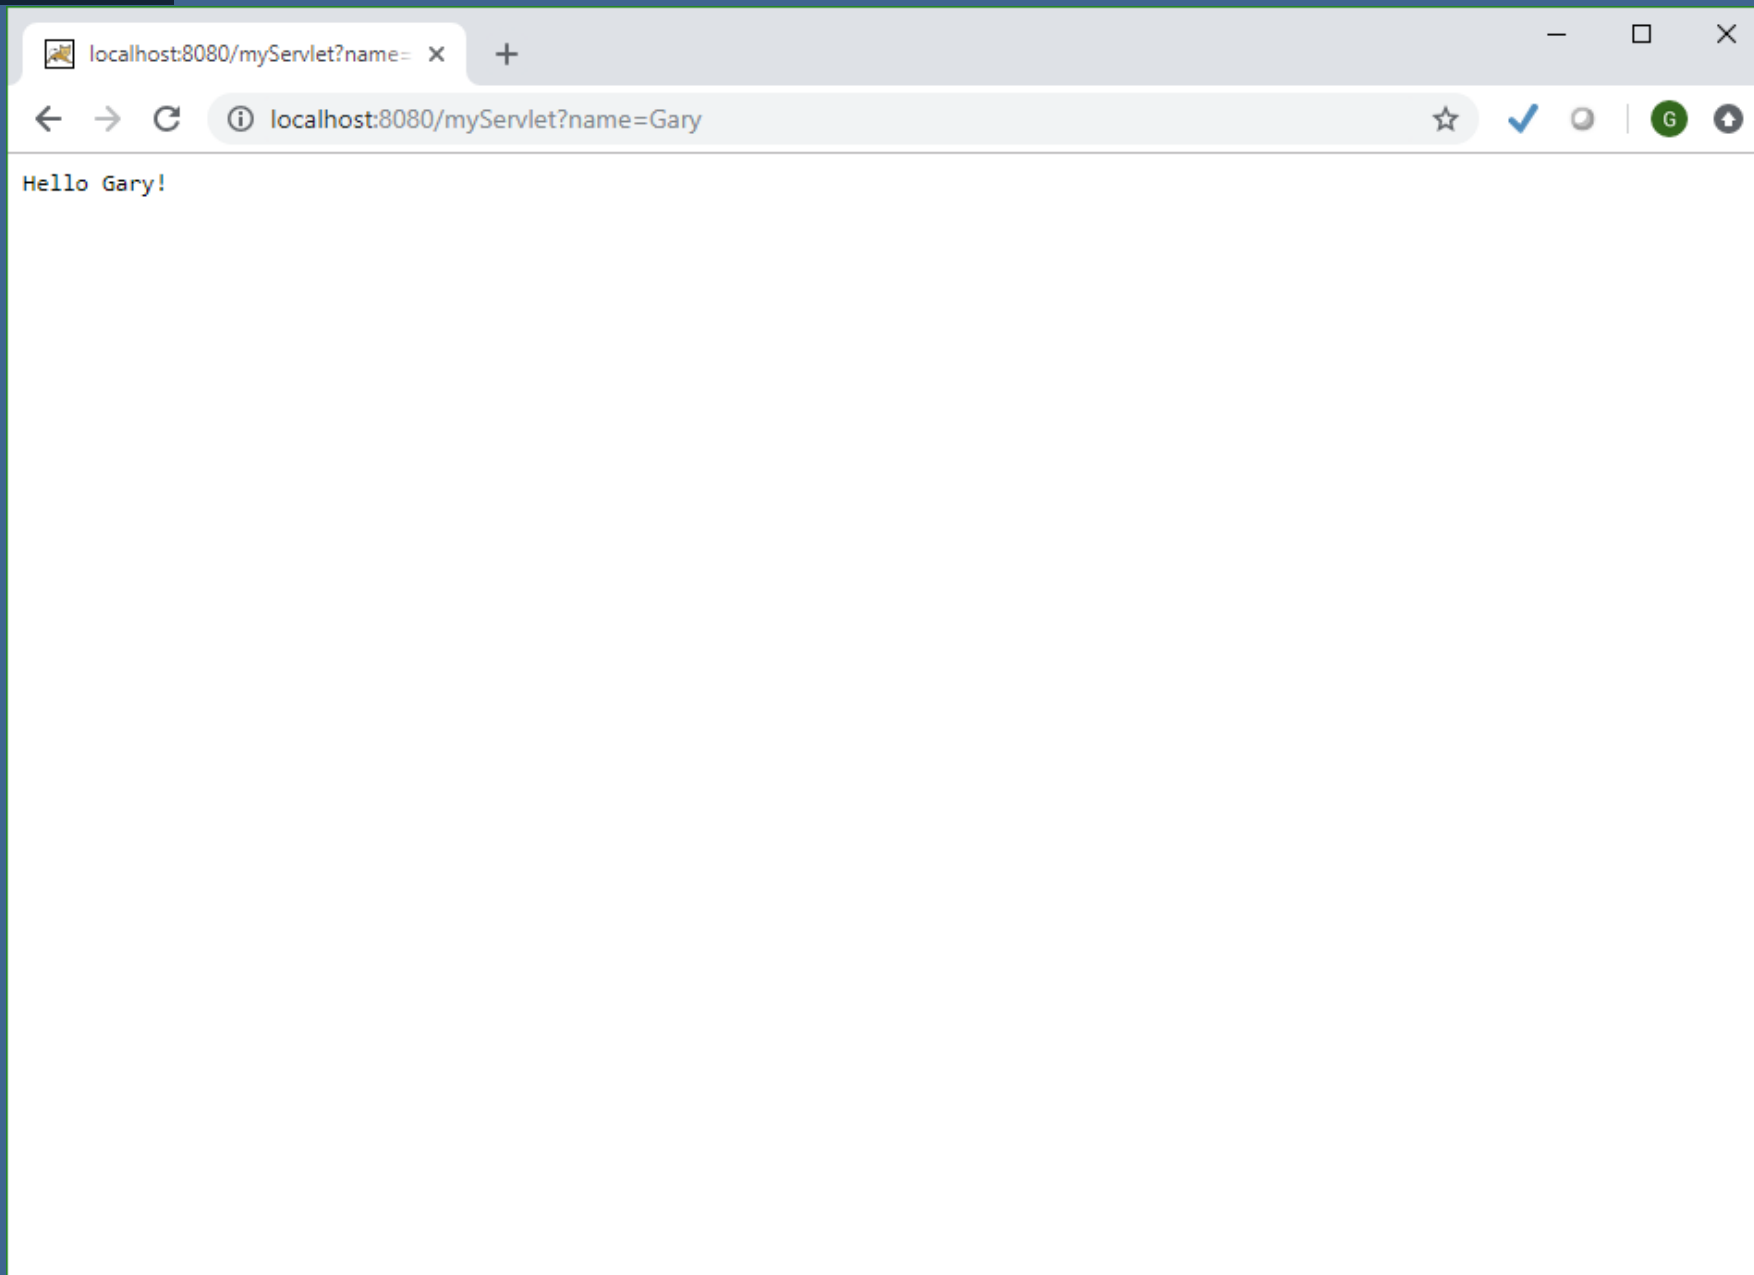 localhost:8080/myServlet?name=
localhost:8080/myServlet?name=Gary
G
Hello Gary!